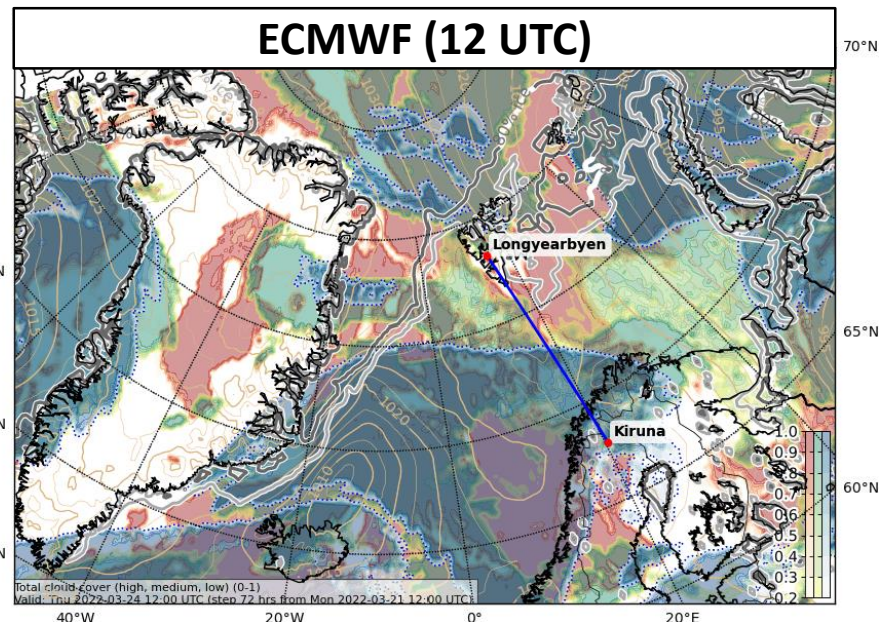 ECMWF (12 UTC)
70°N
Longyearbyen
65°N
Kiruna
60°N
1020
1015
1.0
0.9
0.8
0.7
0.6
0.5
0.4
0.3
0.2
Total cloud cover (high, medium, low) (0-1)
Valid: Thu 2022-03-24 12:00 UTC (step 72 hrs from Mon 2022-03-21 12:00 UTC)
40°W
20°W
0°
20°E